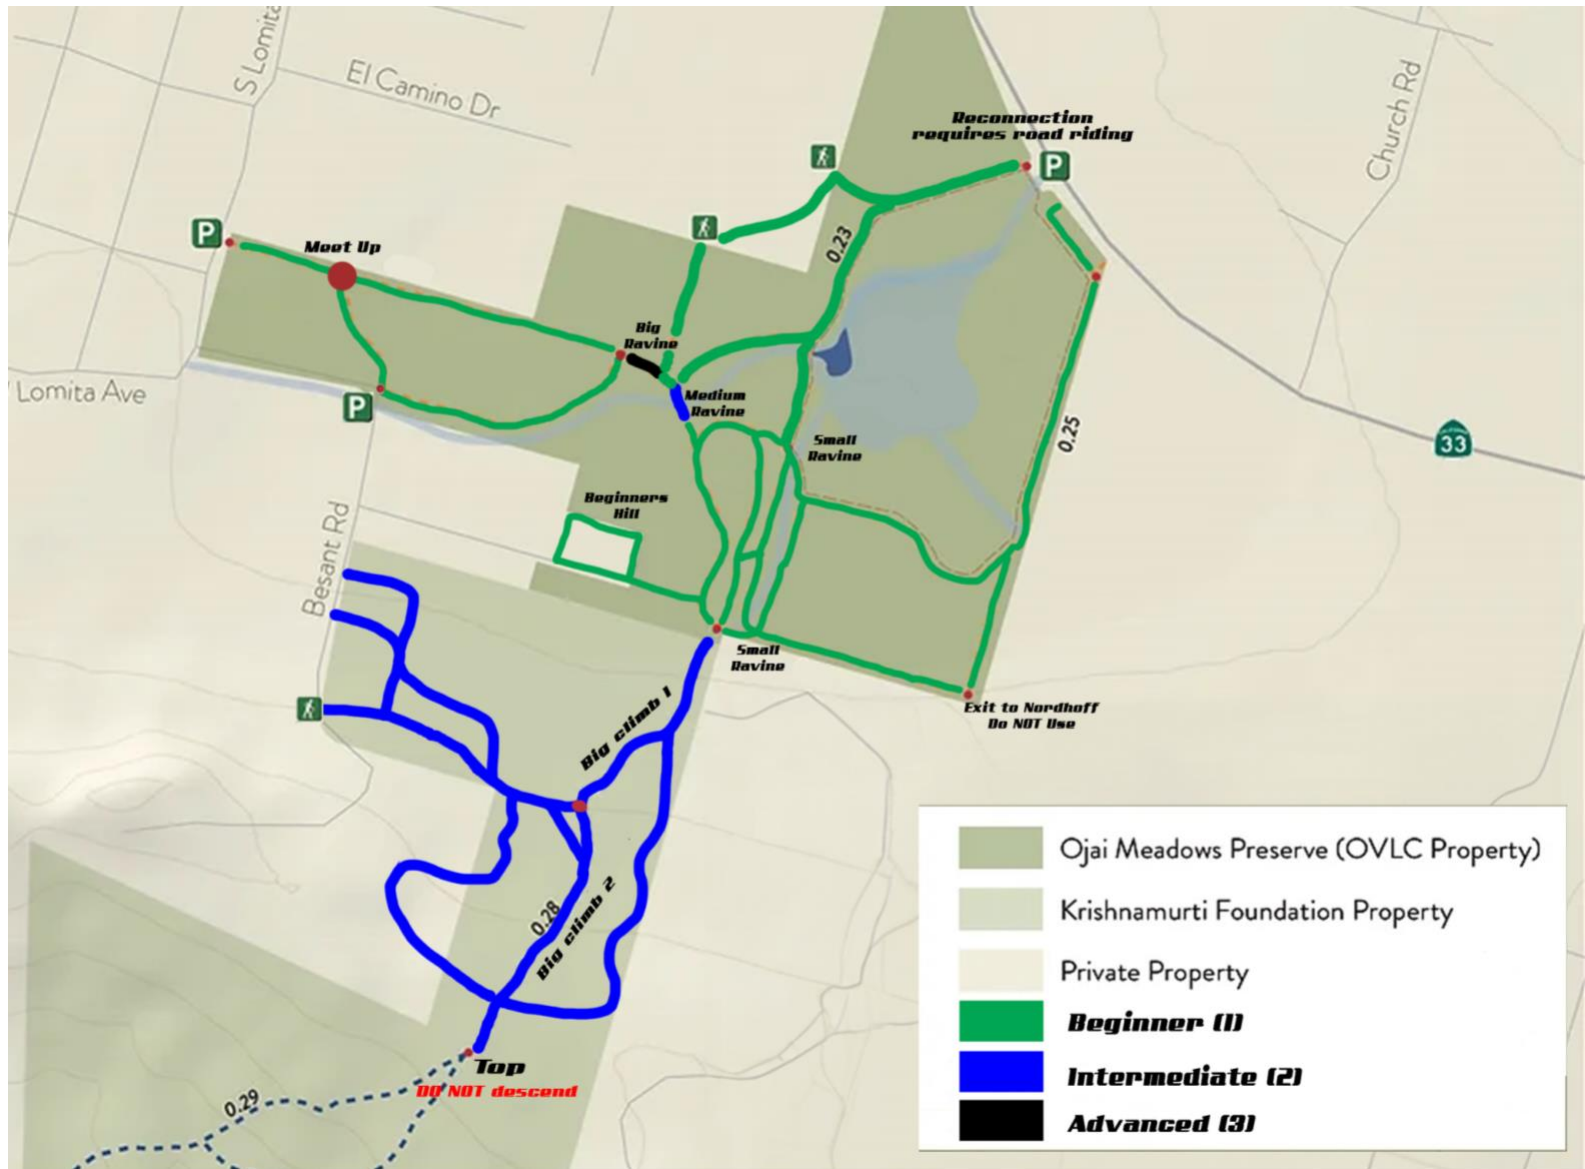 S Lomita
El Camino Dr
Church Rd
Reconnection
requires road riding
P
P
Meet Up
0.23
Big
Ravine
Lomita Ave
P
Medium
Ravine
Small
Ravine
0.25
CALIFORNIA
33
Beginners
Hill
Besant Rd
Small
Ravine
Exit to Nordhoff
Do NOT Use
Big climb 1
Big climb 2
0.28
Top
DO NOT descend
0.29
Ojai Meadows Preserve (OVLC Property)
Krishnamurti Foundation Property
Private Property
Beginner (1)
Intermediate (2)
Advanced (3)